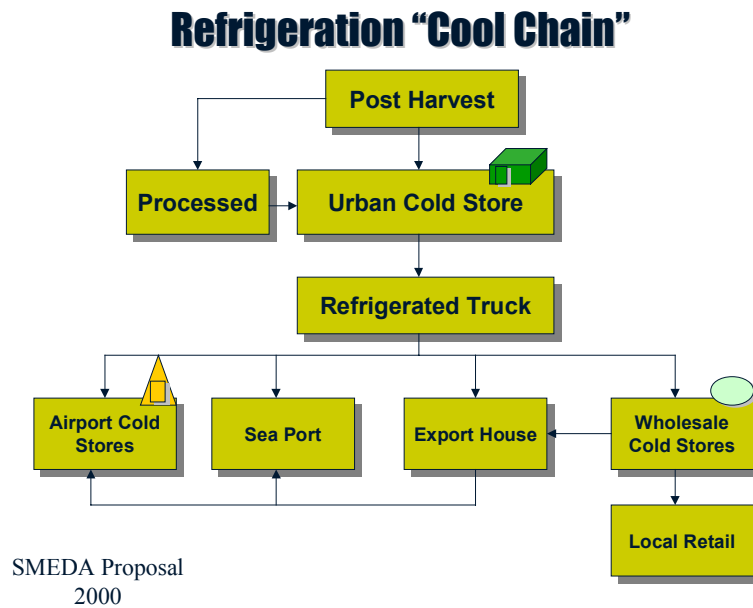 Refrigeration “Cool Chain”
Post Harvest
Processed
Urban Cold Store
Refrigerated Truck
Airport Cold
Stores
Sea Port
Export House
Wholesale
Cold Stores
Local Retail
SMEDA Proposal
2000